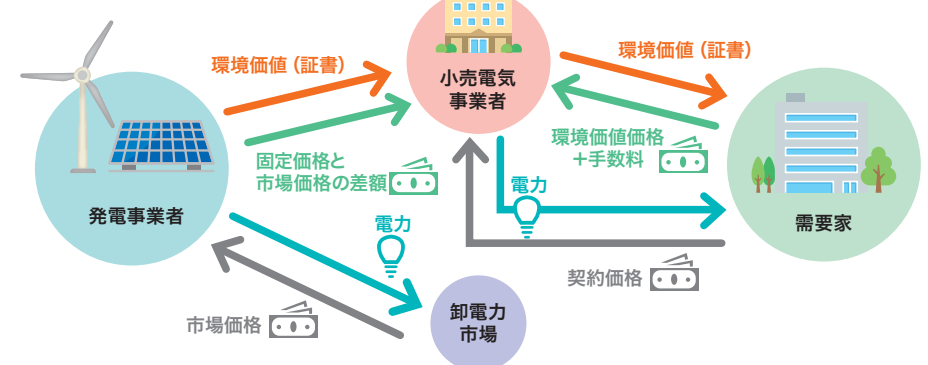 環境価値（証書）
小売電気
事業者
環境価値（証書）
固定価格と
市場価格の差額
環境価値価格
＋手数料
発電事業者
電力
電力
需要家
市場価格
卸電力
市場
契約価格